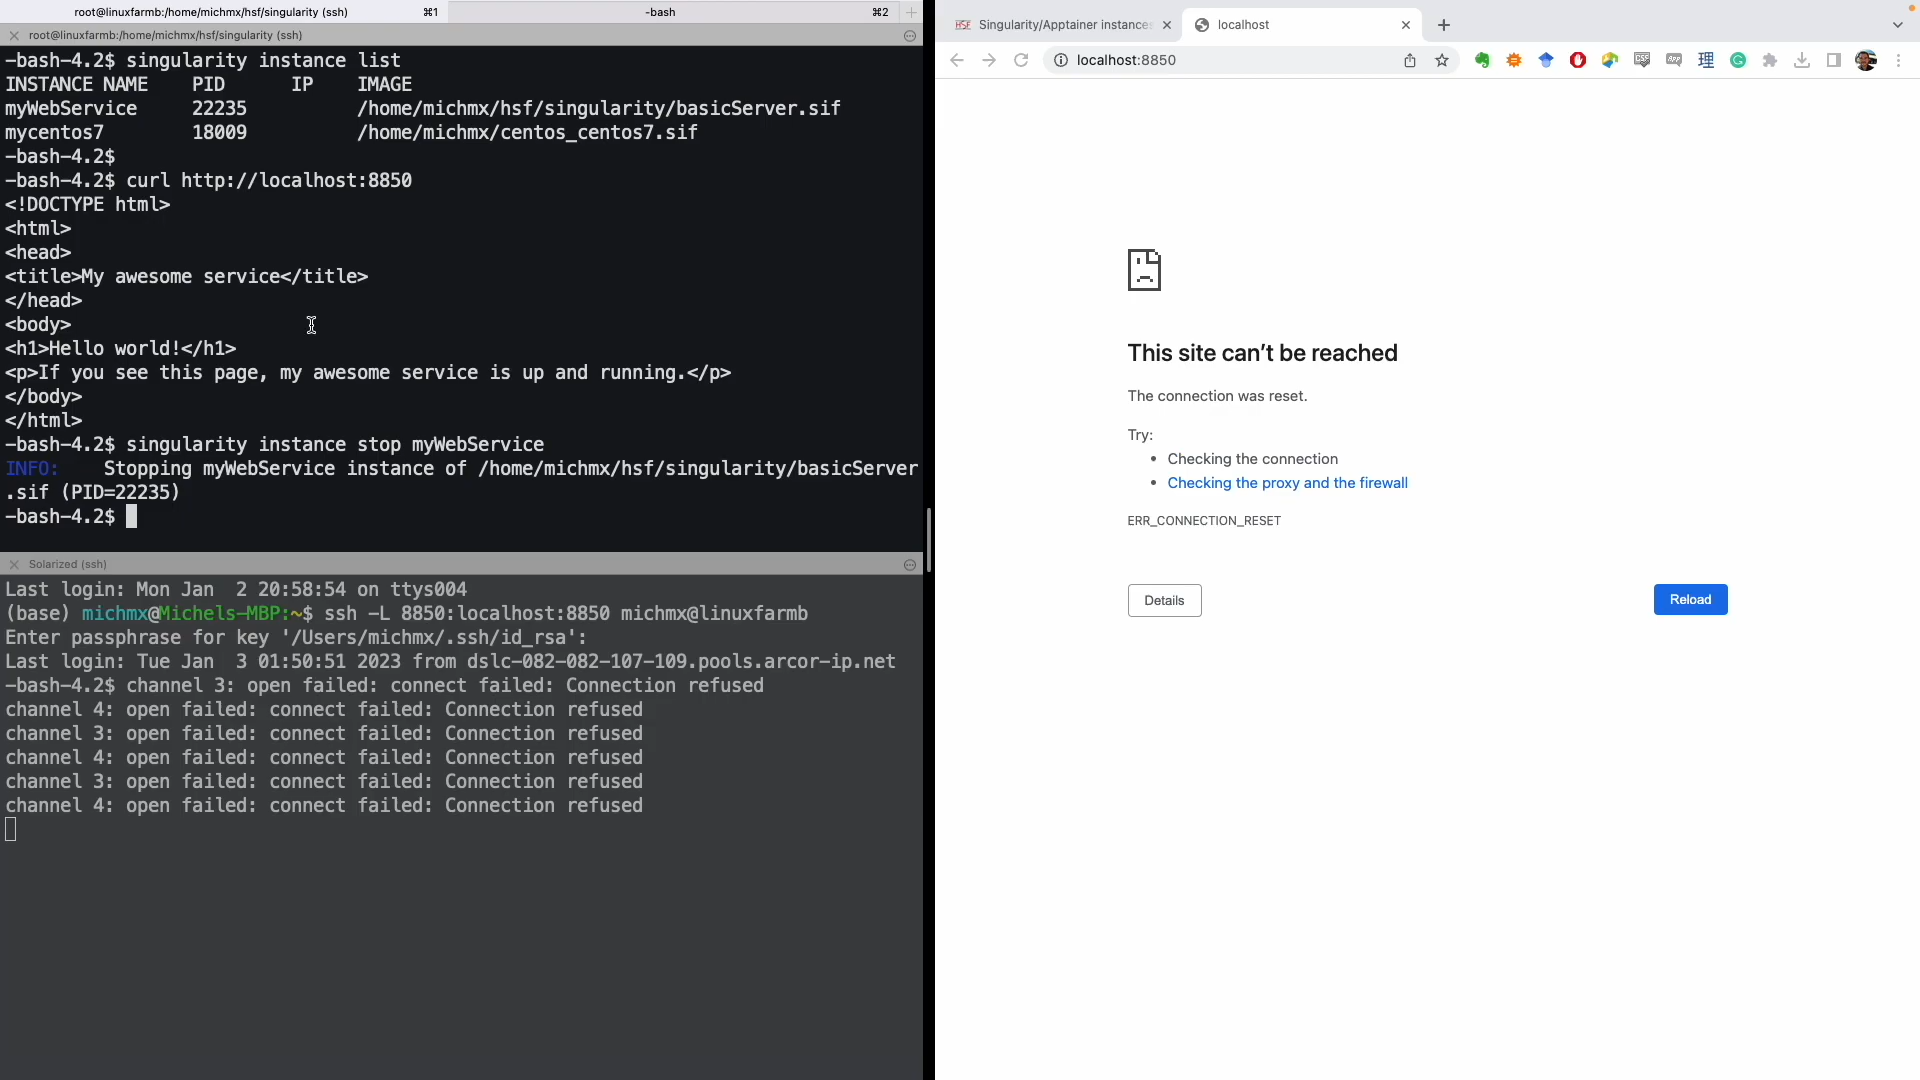 root@linuxfarmb:/home/michmx/hsf/singularity (ssh) ⌘1 -bash ⌘2
root@linuxfarmb:/home/michmx/hsf/singularity (ssh)
-bash-4.2$ singularity instance list
INSTANCE NAME PID IP IMAGE
myWebService 22235 /home/michmx/hsf/singularity/basicServer.sif
mycentos7 18009 /home/michmx/centos_centos7.sif
-bash-4.2$
-bash-4.2$ curl http://localhost:8850
<!DOCTYPE html>
<html>
<head>
<title>My awesome service</title>
</head>
<body>
<h1>Hello world!</h1>
<p>If you see this page, my awesome service is up and running.</p>
</body>
</html>
-bash-4.2$ singularity instance stop myWebService
INFO: Stopping myWebService instance of /home/michmx/hsf/singularity/basicServer
.sif (PID=22235)
-bash-4.2$
Solarized (ssh)
Last login: Mon Jan 2 20:58:54 on ttys004
(base) michmx@Michels-MBP:~$ ssh -L 8850:localhost:8850 michmx@linuxfarmb
Enter passphrase for key '/Users/michmx/.ssh/id_rsa':
Last login: Tue Jan 3 01:50:51 2023 from dslc-082-082-107-109.pools.arcor-ip.net
-bash-4.2$ channel 3: open failed: connect failed: Connection refused
channel 4: open failed: connect failed: Connection refused
channel 3: open failed: connect failed: Connection refused
channel 4: open failed: connect failed: Connection refused
channel 3: open failed: connect failed: Connection refused
channel 4: open failed: connect failed: Connection refused
HSF Singularity/Apptainer instance localhost
localhost:8850
This site can't be reached
The connection was reset.
Try:
• Checking the connection
• Checking the proxy and the firewall
ERR_CONNECTION_RESET
Details Reload